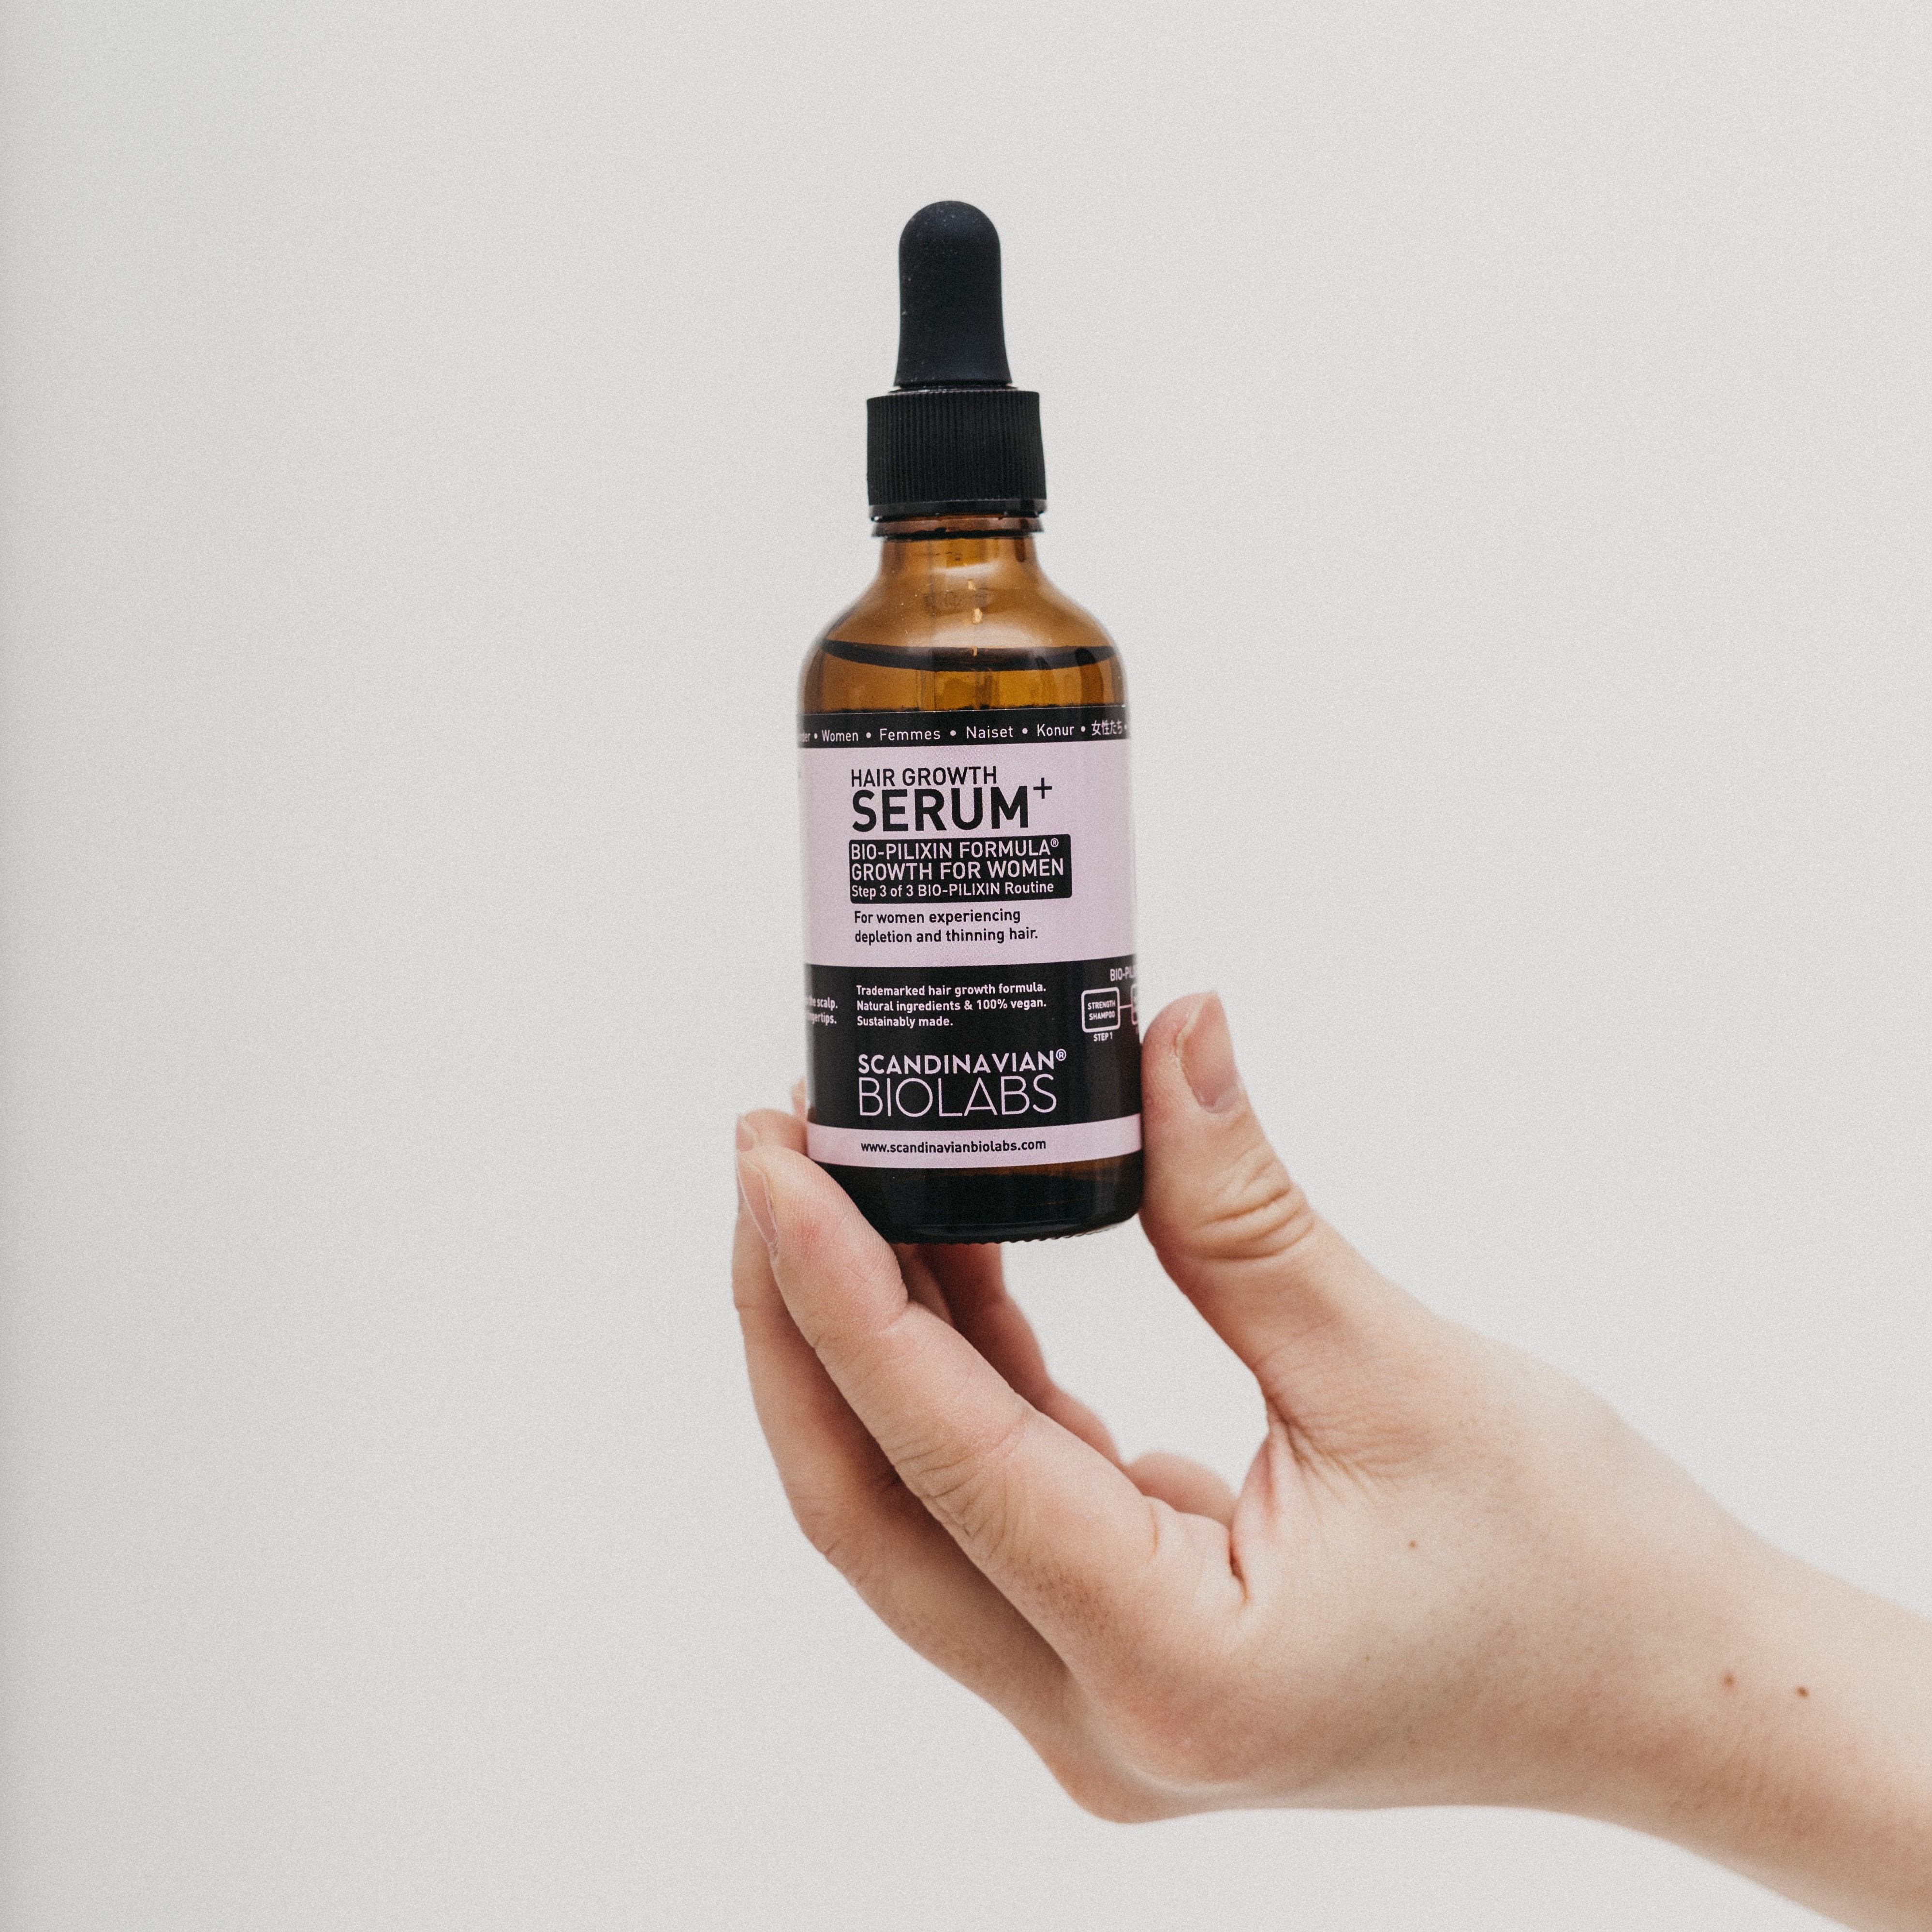 Women • Femmes • Naiset • Konur • 女性たち
HAIR GROWTH
SERUM+
BIO-PILIXIN FORMULA®
GROWTH FOR WOMEN
Step 3 of 3 BIO-PILIXIN Routine
For women experiencing
depletion and thinning hair.
the scalp.
Trademarked hair growth formula.
Natural ingredients & 100% vegan.
Sustainably made.
STRENGTH
SHAMPOO
STEP 1
SCANDINAVIAN®
BIOLABS
www.scandinavianbiolabs.com